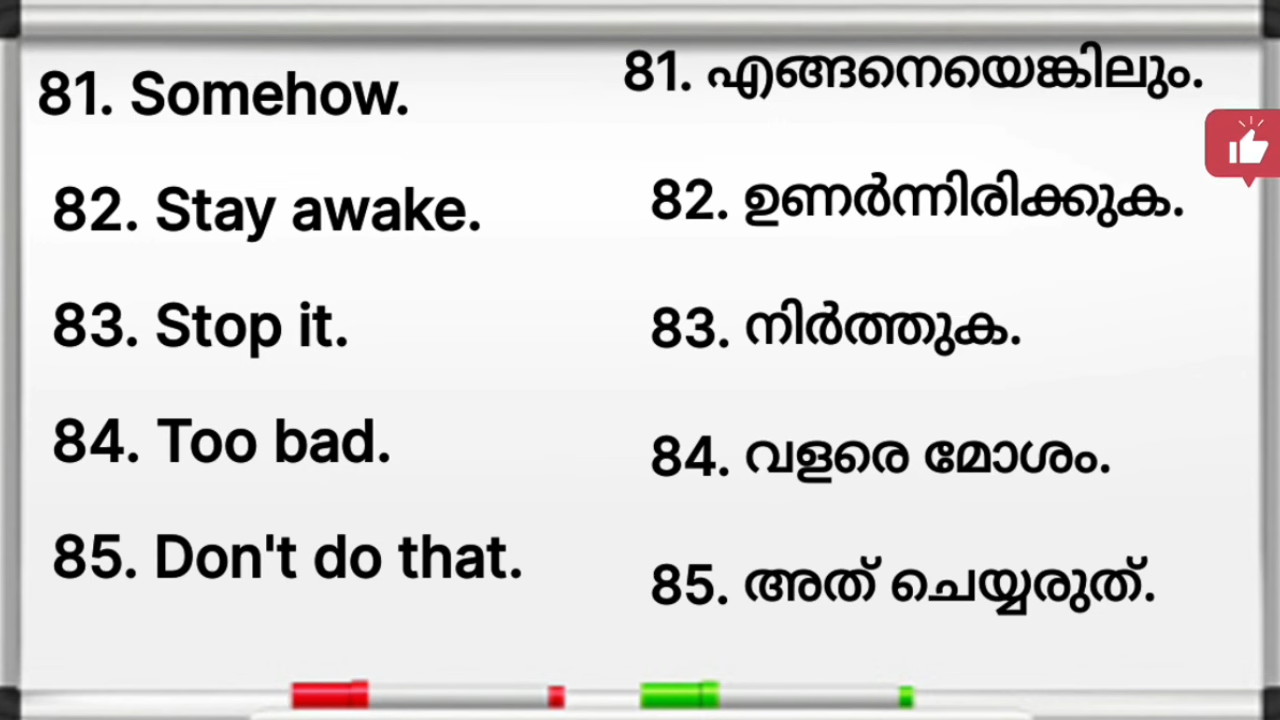 81. Somehow.
82. Stay awake.
83. Stop it.
84. Too bad.
85. Don't do that.
81. എങ്ങനെയെങ്കിലും.
82. ഉണർന്നിരിക്കുക.
83. നിർത്തുക.
84. വളരെ മോശം.
85. അത് ചെയ്യരുത്.